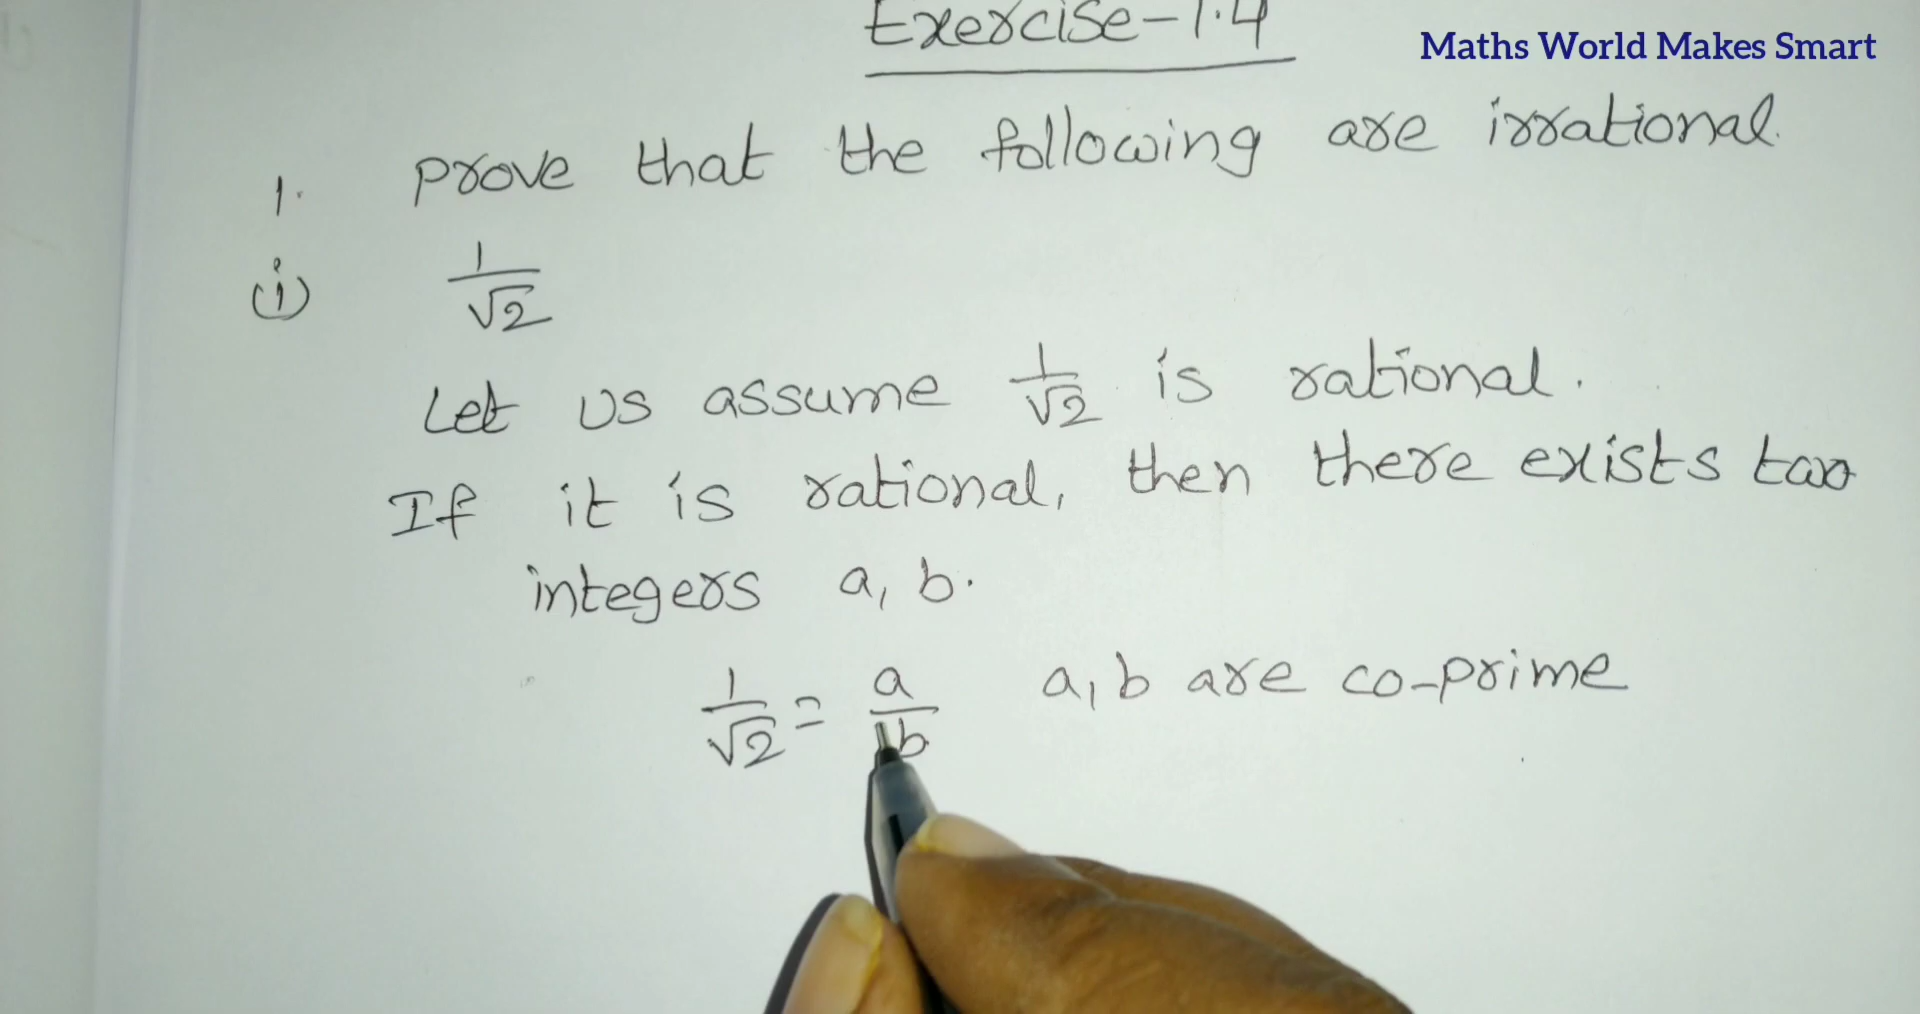 Exercise-1.4
Maths World Makes Smart
1. prove that the following are irrational.
(i) 1/√2
Let us assume 1/√2 is rational.
If it is rational, then there exists two
integers a, b.
1/√2 = a/b a, b are co-prime